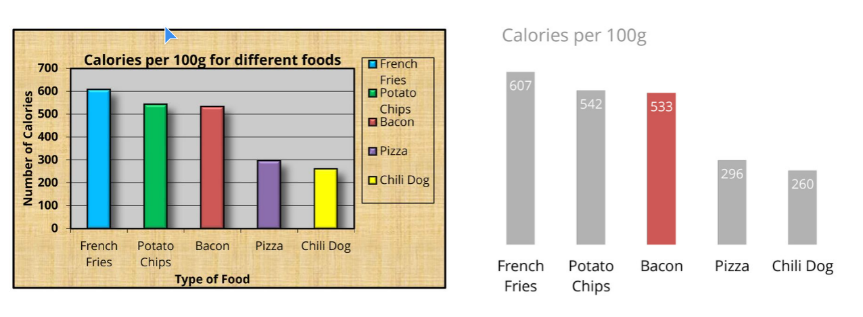 Calories per 100g for different foods
Number of Calories
700
600
500
400
300
200
100
0
French
Fries
Potato
Chips
Bacon
Pizza
Chili Dog
Type of Food
French
Fries
Potato
Chips
Bacon
Pizza
Chili Dog
Calories per 100g
607
542
533
296
260
French
Fries
Potato
Chips
Bacon
Pizza
Chili Dog